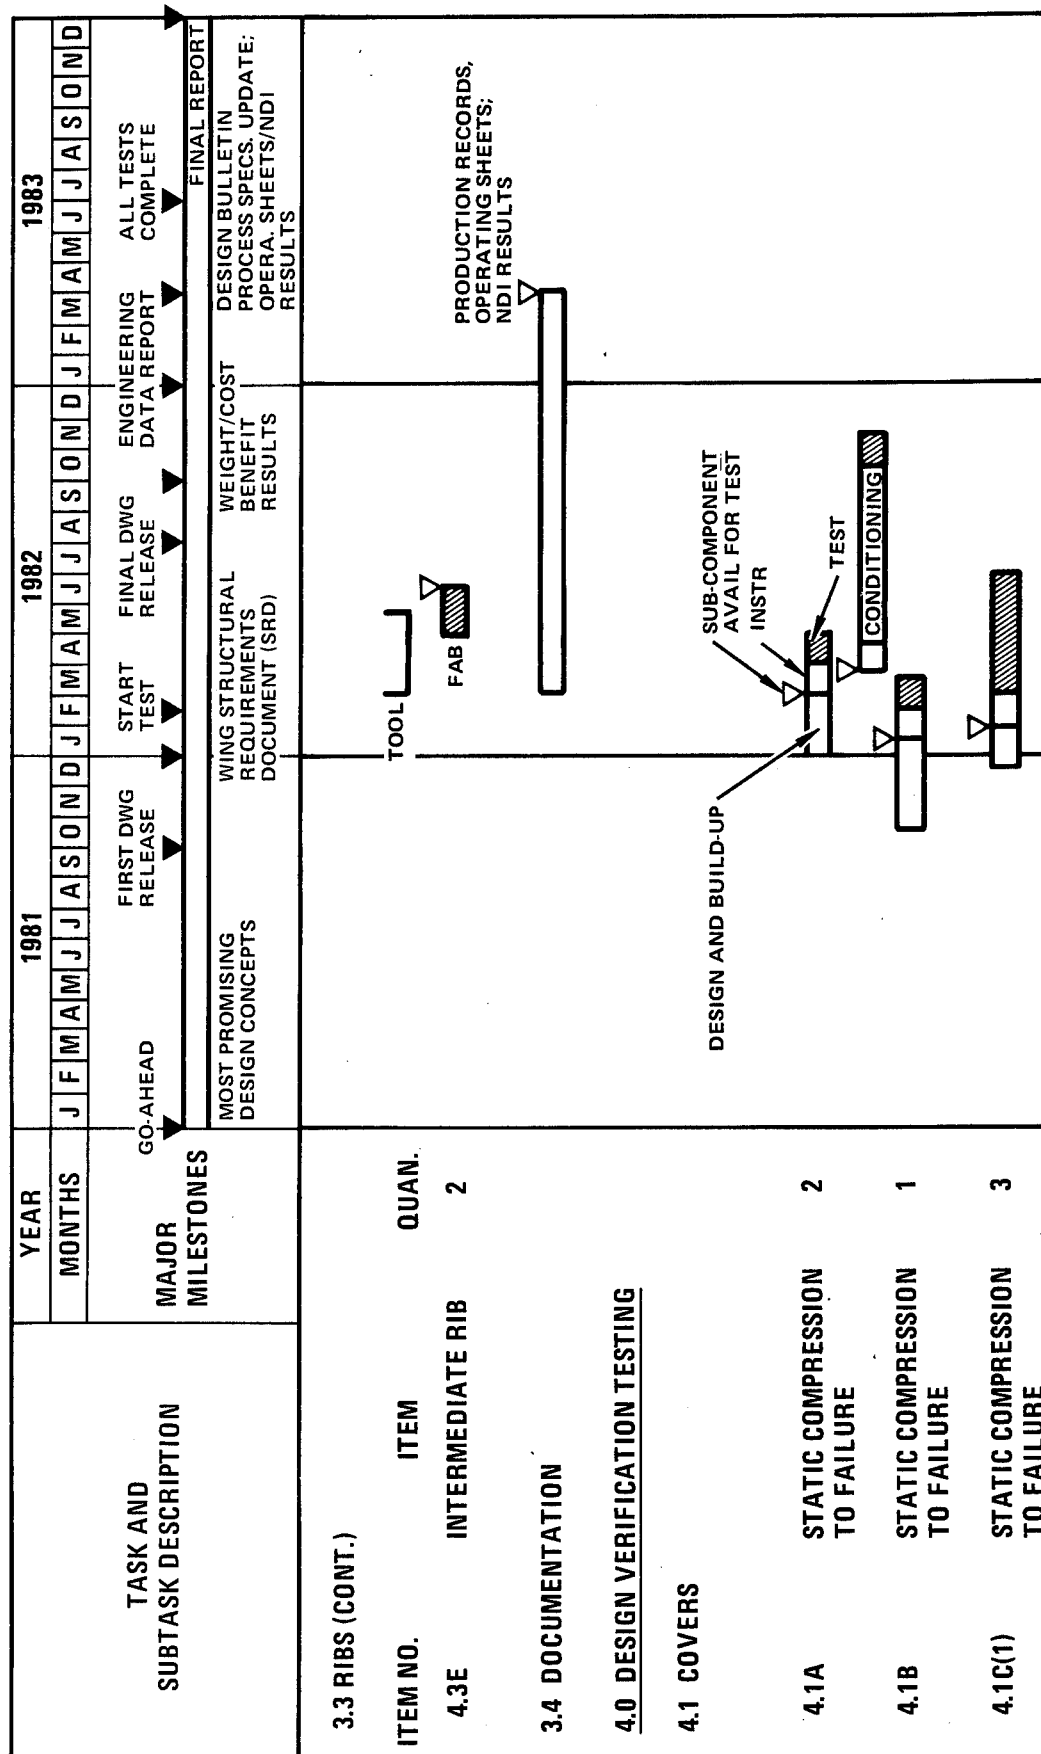 TASK AND
SUBTASK DESCRIPTION
YEAR
1981
1982
1983
MONTHS
J F M A M J J A S O N D J F M A M J J A S O N D J F M A M J J A S O N D
MAJOR
MILESTONES
GO-AHEAD
FIRST DWG
RELEASE
START
TEST
FINAL DWG
RELEASE
ENGINEERING
DATA REPORT
ALL TESTS
COMPLETE
FINAL REPORT
MOST PROMISING
DESIGN CONCEPTS
WING STRUCTURAL
REQUIREMENTS
DOCUMENT (SRD)
WEIGHT/COST
BENEFIT
RESULTS
DESIGN BULLETIN
PROCESS SPECS. UPDATE;
OPERA. SHEETS/NDI
RESULTS
3.3 RIBS (CONT.)
ITEM NO.
ITEM
QUAN.
TOOL
4.3E
INTERMEDIATE RIB
2
FAB
3.4 DOCUMENTATION
PRODUCTION RECORDS,
OPERATING SHEETS;
NDI RESULTS
4.0 DESIGN VERIFICATION TESTING
4.1 COVERS
DESIGN AND BUILD-UP
SUB-COMPONENT
AVAIL FOR TEST
INSTR
TEST
4.1A
STATIC COMPRESSION
TO FAILURE
2
CONDITIONING
4.1B
STATIC COMPRESSION
TO FAILURE
1
4.1C(1)
STATIC COMPRESSION
TO FAILURE
3